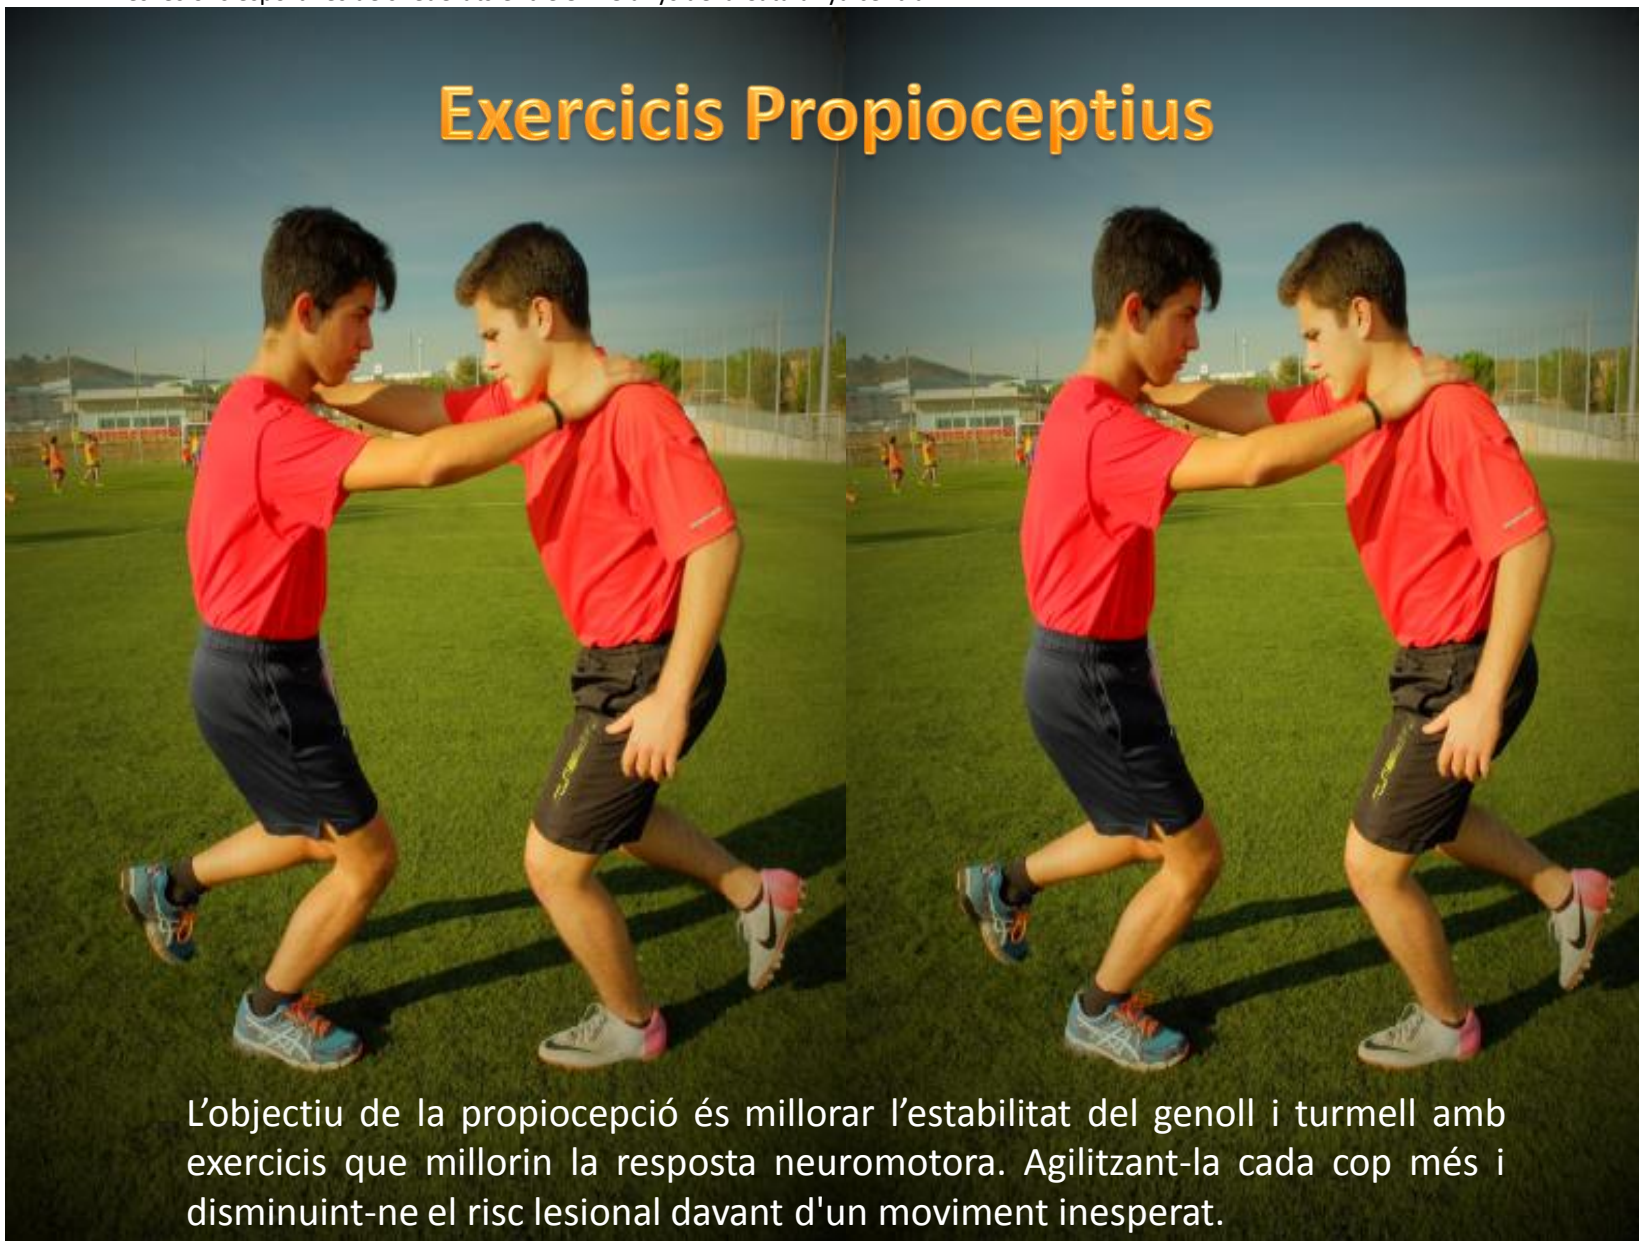 Exercicis Propioceptius
L’objectiu de la propiocepció és millorar l’estabilitat del genoll i turmell amb
exercicis que millorin la resposta neuromotora. Agilitzant-la cada cop més i
disminuint-ne el risc lesional davant d'un moviment inesperat.